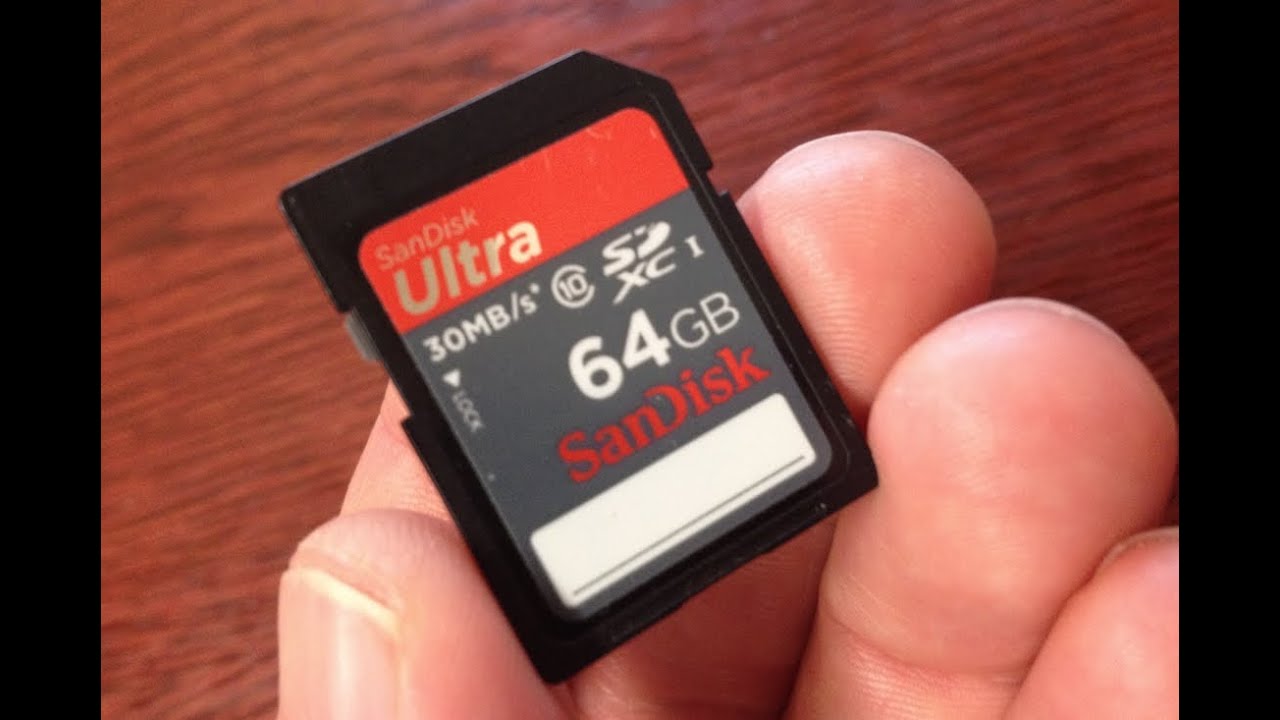 SanDisk
Ultra
30MB/s* 10 SD XC I
64GB
▼ LOCK
SanDisk